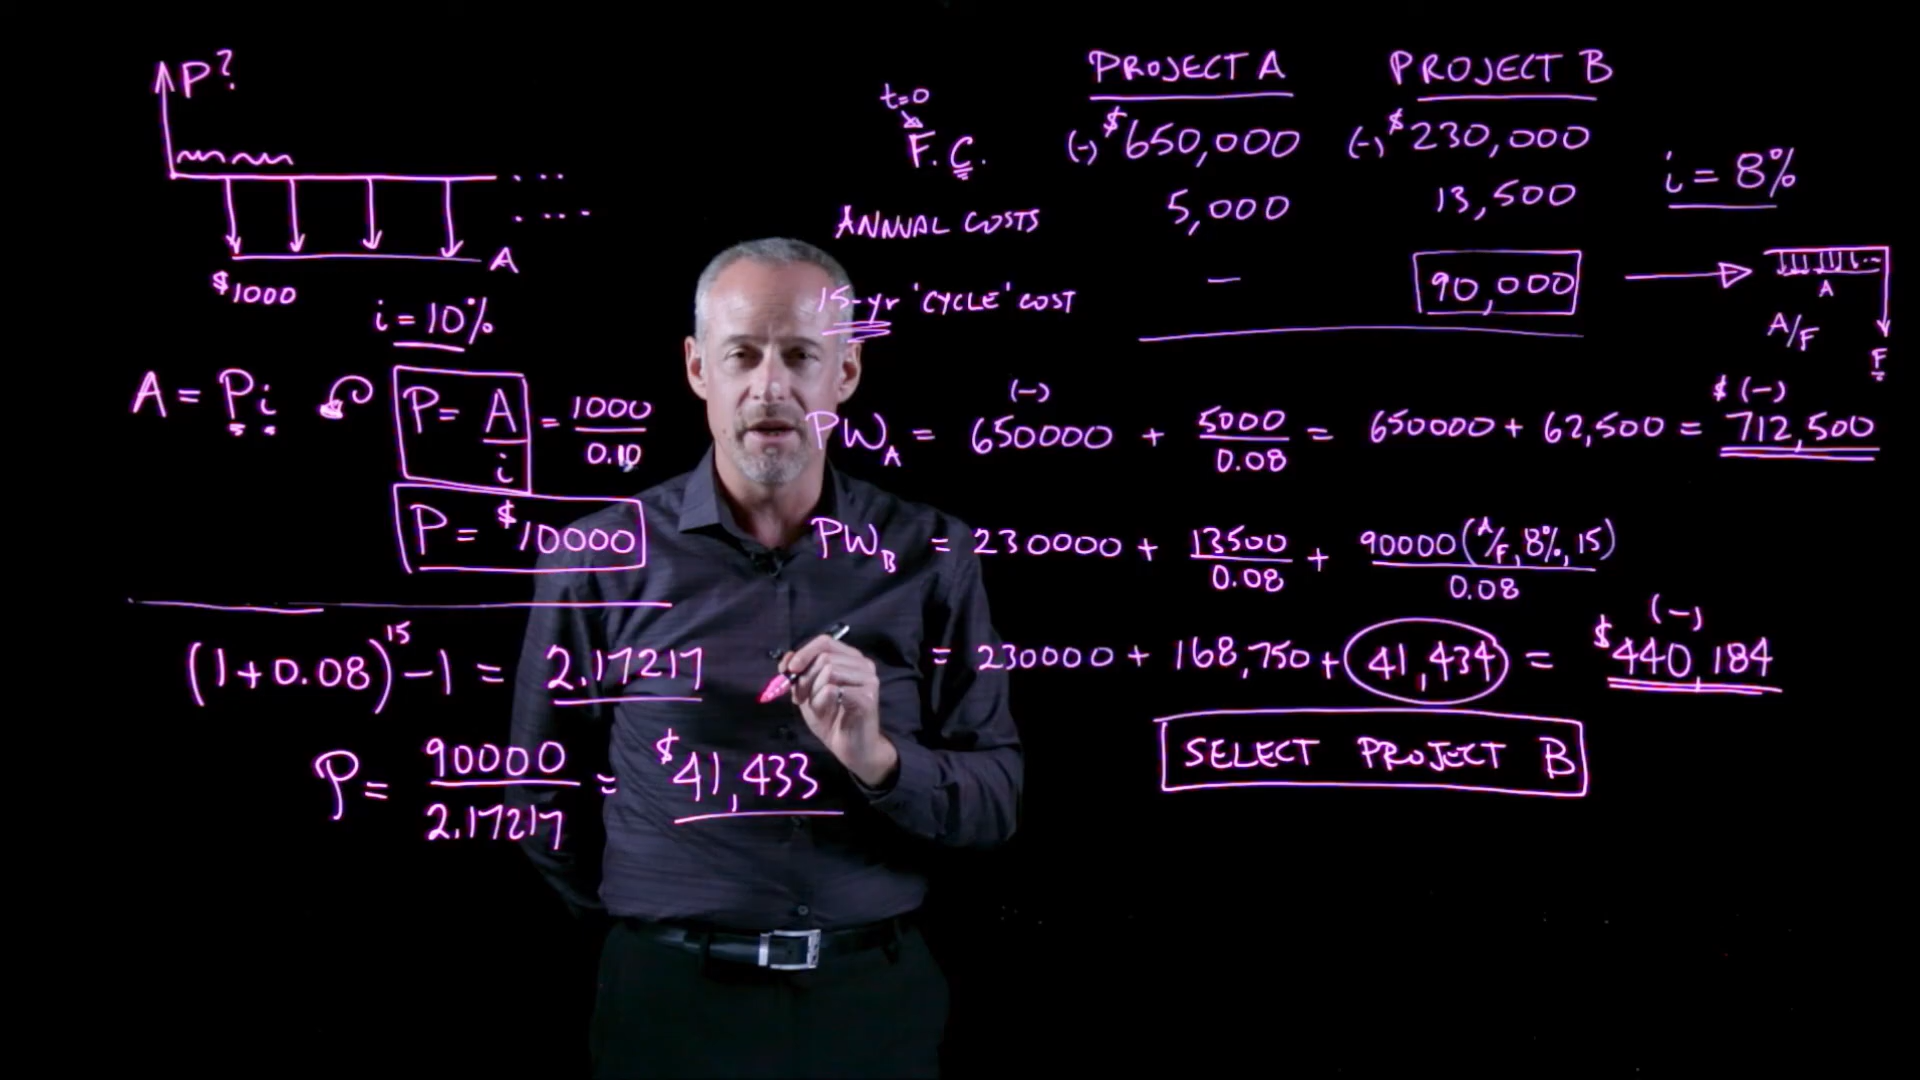 P?
$1000
A
i = 10%
A = Pi
P = A/i = 1000/0.10
P = $10000
(1+0.08)^15 - 1 = 2.17217
P = 90000/2.17217 = $41,433
PROJECT A PROJECT B
t=0
F.C. (-)$650,000 (-)$230,000
i = 8%
ANNUAL COSTS 5,000 13,500
15-yr 'CYCLE' COST — 90,000
A
A/F
F
(-) $(-)
PW_A = 650000 + 5000/0.08 = 650000 + 62,500 = 712,500
PW_B = 230000 + 13500/0.08 + 90000(A/F, 8%, 15)/0.08
(-)
= 230000 + 168,750 + 41,434 = $440,184
SELECT PROJECT B